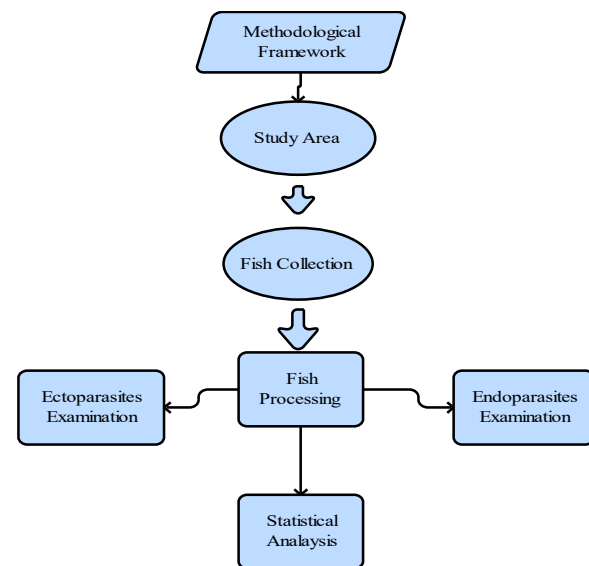 Methodological
Framework
Study Area
Fish Collection
Fish
Processing
Ectoparasites
Examination
Endoparasites
Examination
Statistical
Analaysis